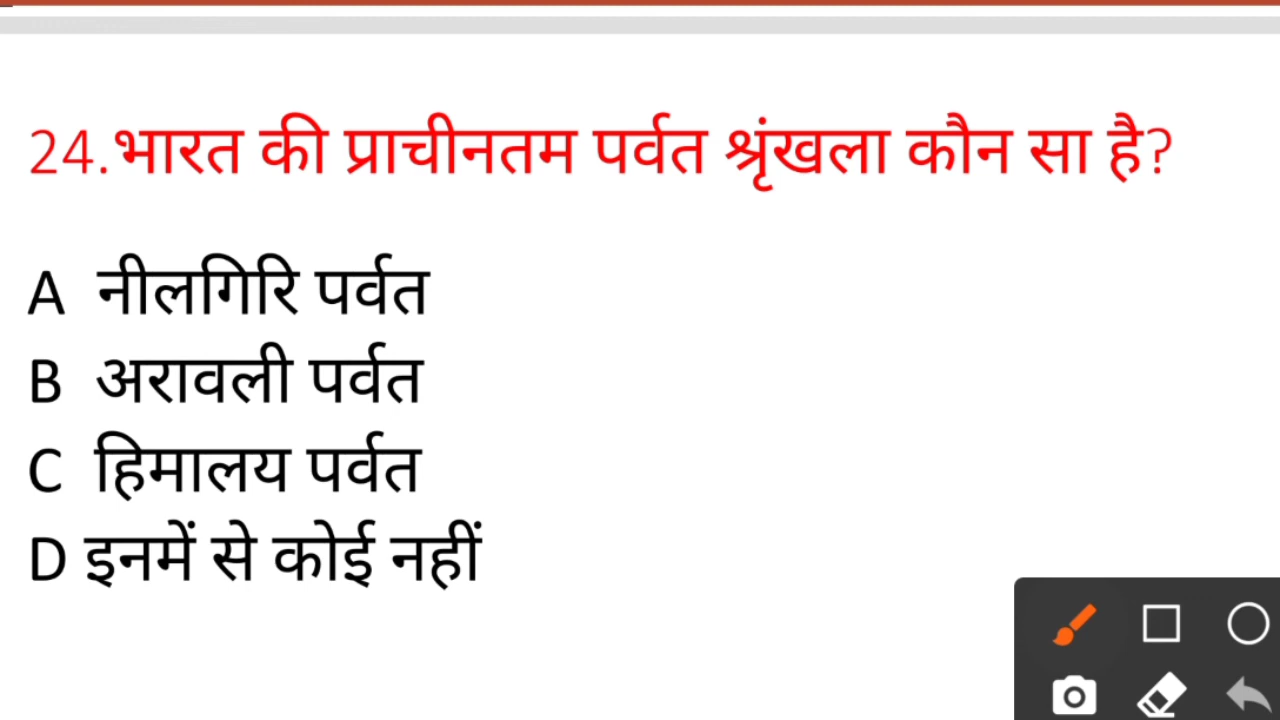 24.भारत की प्राचीनतम पर्वत श्रृंखला कौन सा है?
A नीलगिरि पर्वत
B अरावली पर्वत
C हिमालय पर्वत
D इनमें से कोई नहीं